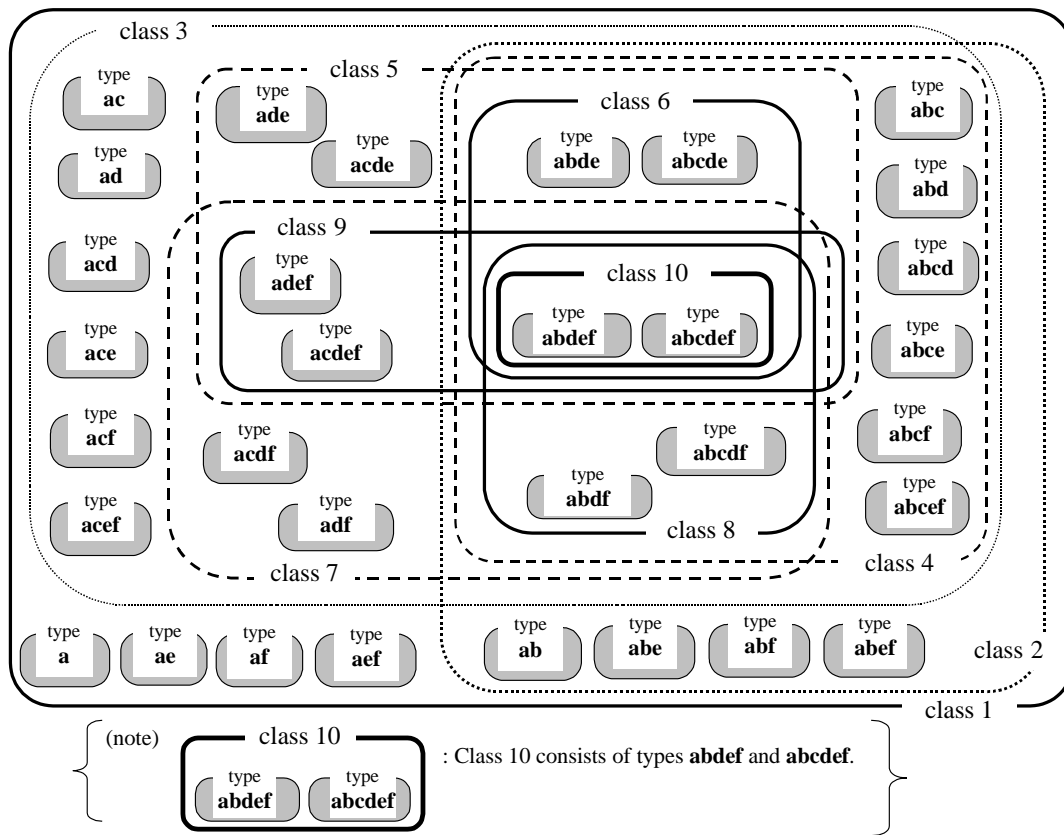 class 3
class 5
class 6
type
ac
type
ade
type
abc
type
acde
type
abde
type
abcde
type
ad
type
abd
class 9
type
acd
type
adef
class 10
type
abcd
type
ace
type
acdef
type
abdef
type
abcdef
type
abce
type
acf
type
acdf
type
abcdf
type
abcf
type
acef
type
adf
type
abdf
type
abcef
class 8
class 4
class 7
type
a
type
ae
type
af
type
aef
type
ab
type
abe
type
abf
type
abef
class 2
class 1
(note)
class 10
type
abdef
type
abcdef
: Class 10 consists of types abdef and abcdef.